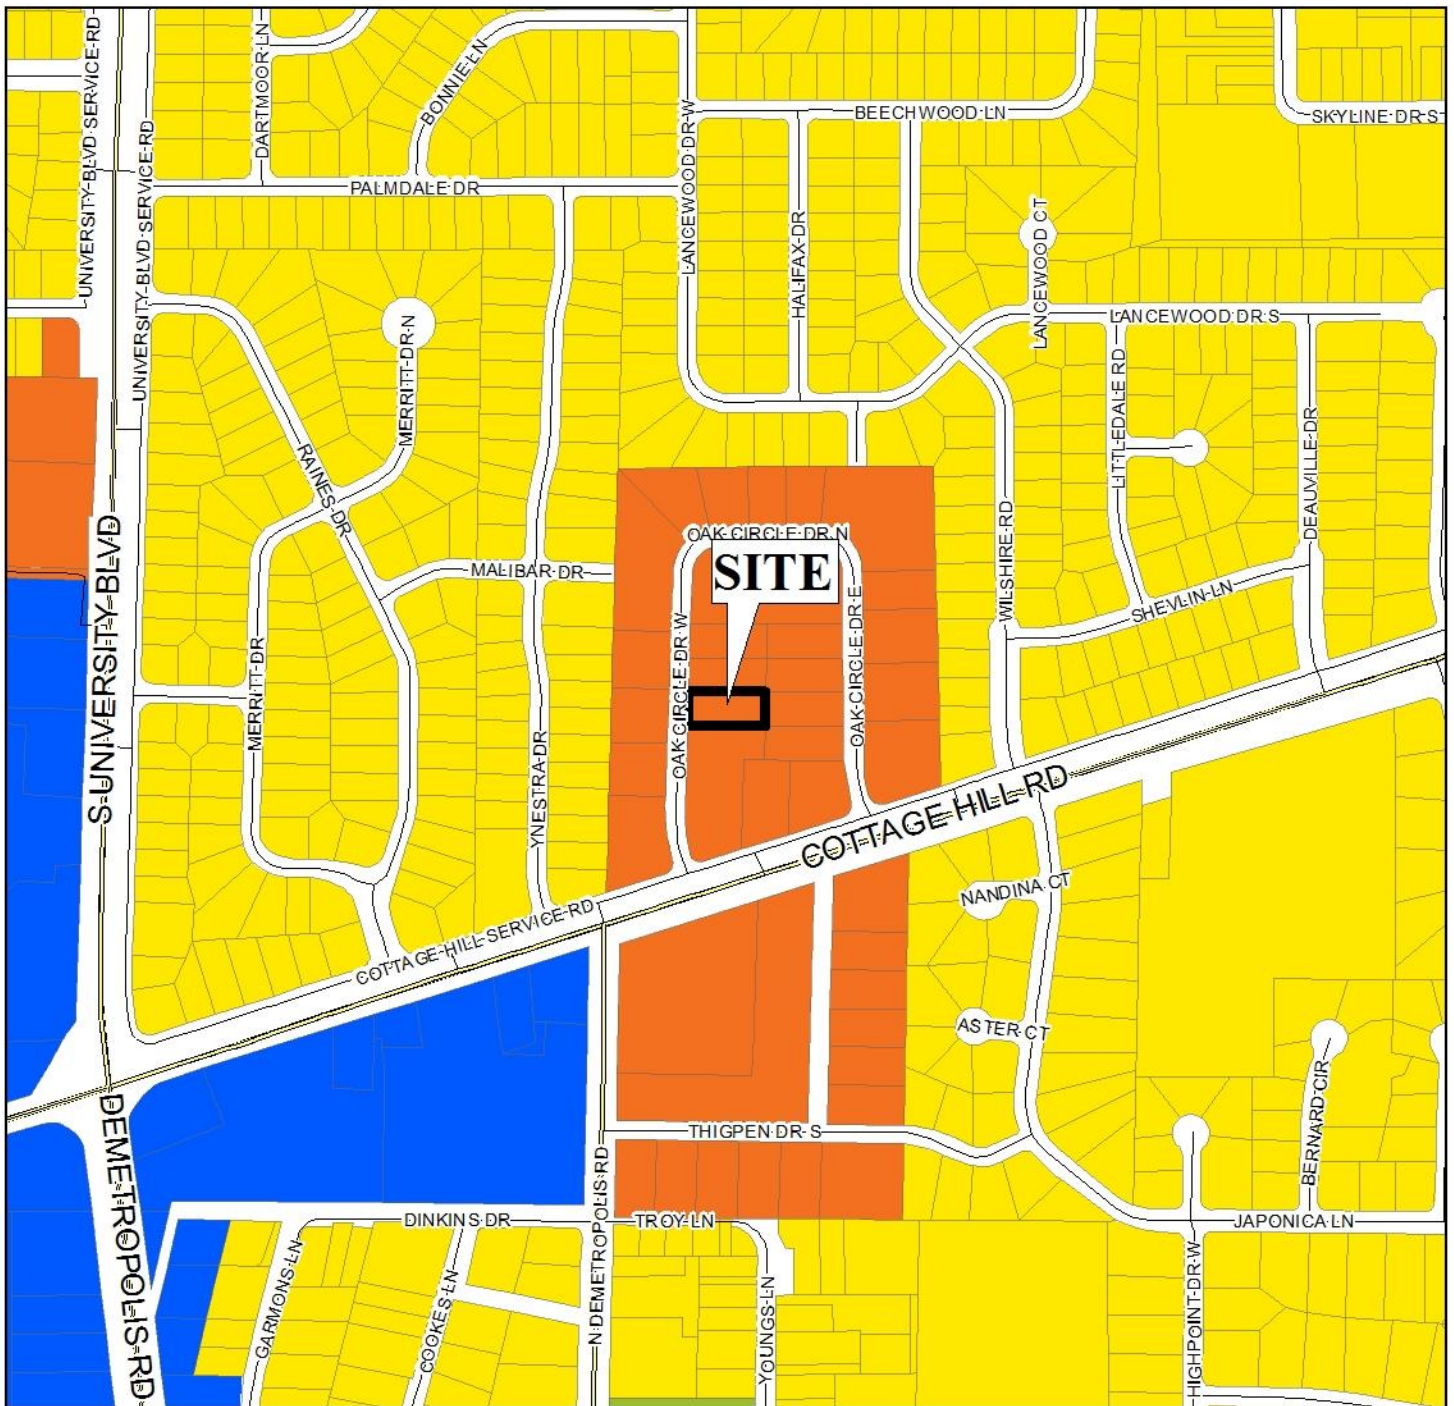 UNIVERSITY BLVD SERVICE RD
DARTMOOR LN
BONNIE LN
UNIVERSITY BLVD SERVICE RD
PALMDALE DR
LANCEWOOD DR W
BEECHWOOD LN
SKYLINE DR S
HALIFAX DR
LANCEWOOD CT
LANCEWOOD DR S
MERRITT DR N
RAINES DR
LITTLEDALE RD
DEAUVILLE DR
OAK CIRCLE DR N
SITE
MALIBAR DR
WILSHIRE RD
SHEVLIN LN
S UNIVERSITY BLVD
MERRITT DR
OAK CIRCLE DR W
OAK CIRCLE DR E
YNESTRA DR
COTTAGE HILL RD
COTTAGE HILL SERVICE RD
NANDINA CT
ASTER CT
DEMETROPOLIS RD
THIGPEN DR S
BERNARD CIR
N DEMETROPOLIS RD
DINKINS DR
TROY LN
JAPONICA LN
GARMONS LN
COOKES LN
YOUNGS LN
HIGHPOINT DR W